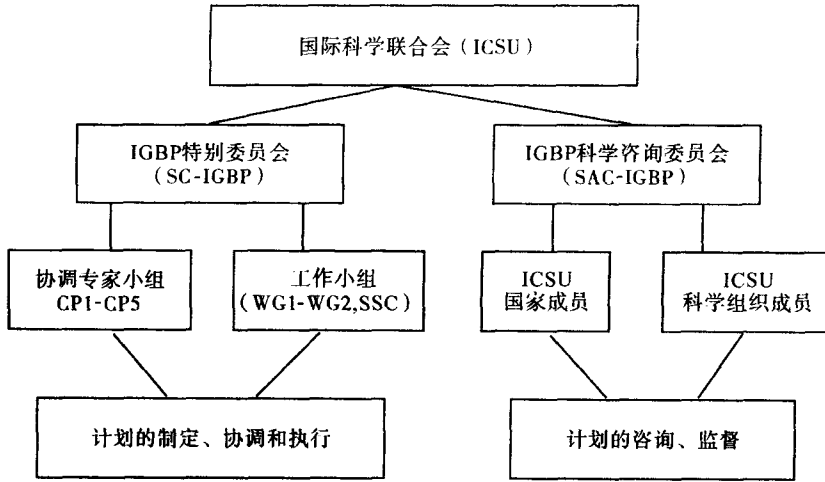 国际科学联合会（ICSU）
IGBP特别委员会
（SC-IGBP）
IGBP科学咨询委员会
（SAC-IGBP）
协调专家小组
CP1-CP5
工作小组
（WG1-WG2,SSC）
ICSU
国家成员
ICSU
科学组织成员
计划的制定、协调和执行
计划的咨询、监督